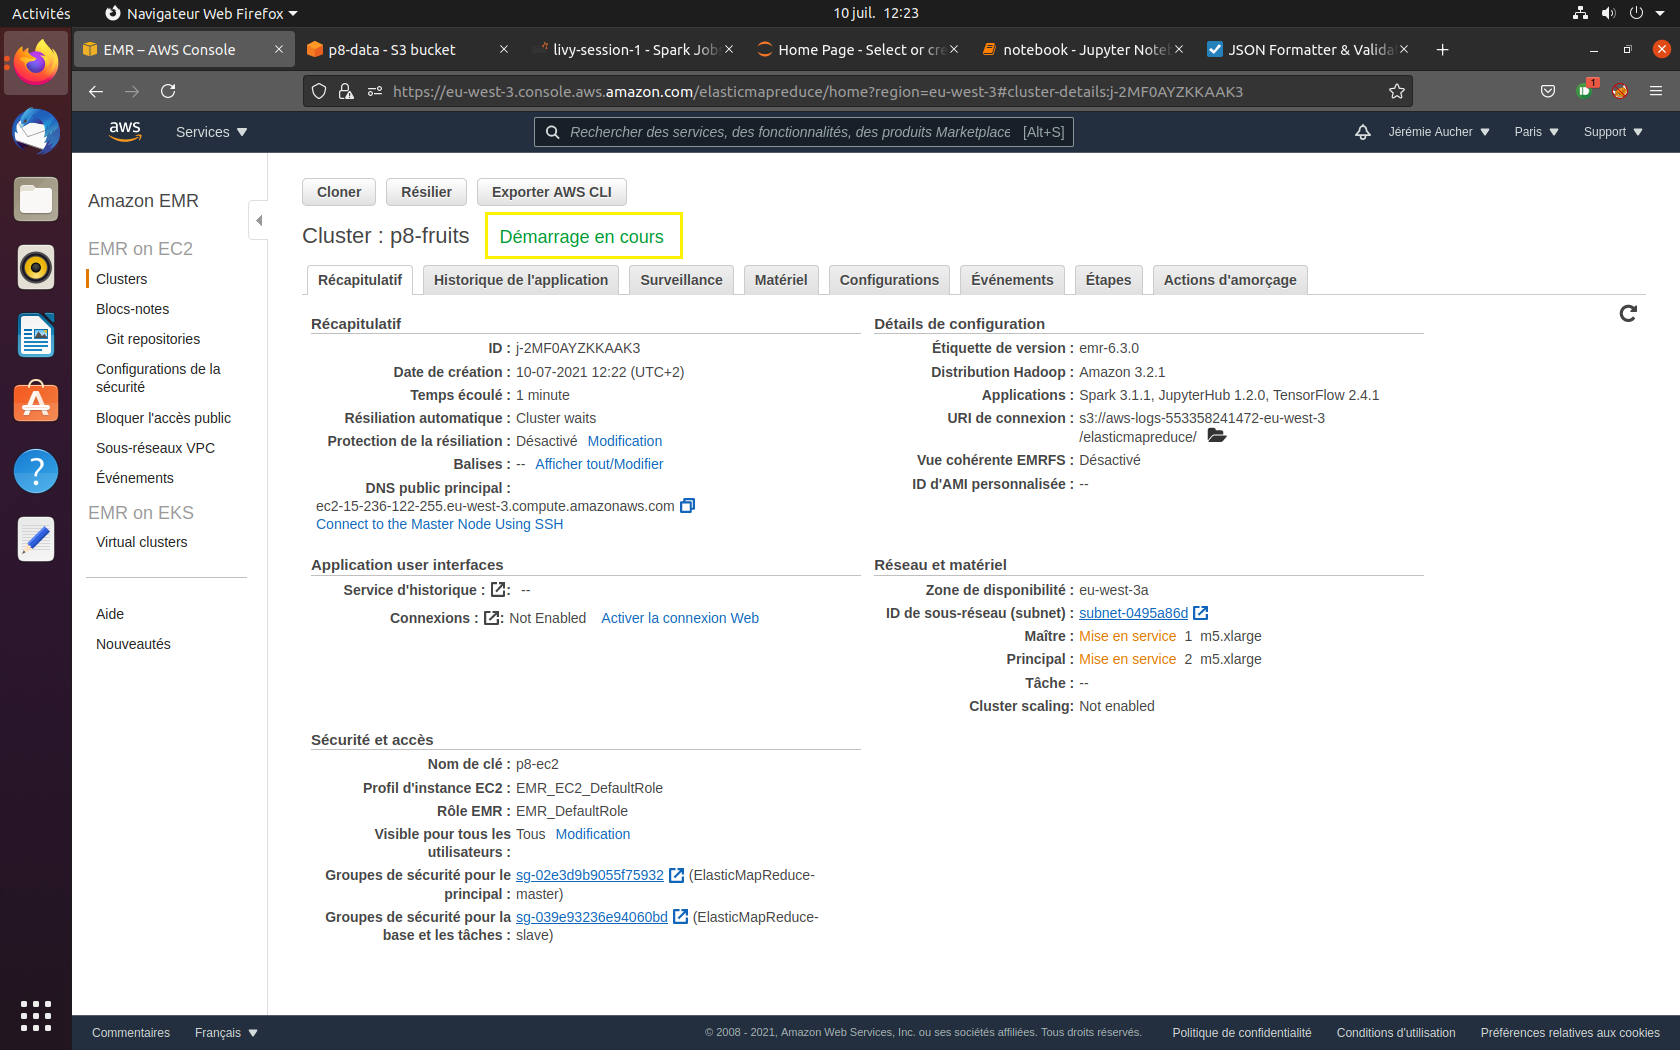 Activités
Navigateur Web Firefox
10 juil. 12:23
EMR – AWS Console
p8-data - S3 bucket
livy-session-1 - Spark Job
Home Page - Select or cre
notebook - Jupyter Note
JSON Formatter & Valida
https://eu-west-3.console.aws.amazon.com/elasticmapreduce/home?region=eu-west-3#cluster-details:j-2MF0AYZKKAAK3
1
aws
Services
Rechercher des services, des fonctionnalités, des produits Marketplace [Alt+S]
Jérémie Aucher
Paris
Support
Amazon EMR
EMR on EC2
Clusters
Blocs-notes
Git repositories
Configurations de la
sécurité
Bloquer l'accès public
Sous-réseaux VPC
Événements
EMR on EKS
Virtual clusters
Aide
Nouveautés
Cloner
Résilier
Exporter AWS CLI
Cluster : p8-fruits
Démarrage en cours
Récapitulatif
Historique de l'application
Surveillance
Matériel
Configurations
Événements
Étapes
Actions d'amorçage
Récapitulatif
ID : j-2MF0AYZKKAAK3
Date de création : 10-07-2021 12:22 (UTC+2)
Temps écoulé : 1 minute
Résiliation automatique : Cluster waits
Protection de la résiliation : Désactivé Modification
Balises : -- Afficher tout/Modifier
DNS public principal :
ec2-15-236-122-255.eu-west-3.compute.amazonaws.com
Connect to the Master Node Using SSH
Détails de configuration
Étiquette de version : emr-6.3.0
Distribution Hadoop : Amazon 3.2.1
Applications : Spark 3.1.1, JupyterHub 1.2.0, TensorFlow 2.4.1
URI de connexion : s3://aws-logs-553358241472-eu-west-3
/elasticmapreduce/
Vue cohérente EMRFS : Désactivé
ID d'AMI personnalisée : --
Application user interfaces
Service d'historique : : --
Connexions : : Not Enabled Activer la connexion Web
Réseau et matériel
Zone de disponibilité : eu-west-3a
ID de sous-réseau (subnet) : subnet-0495a86d
Maître : Mise en service 1 m5.xlarge
Principal : Mise en service 2 m5.xlarge
Tâche : --
Cluster scaling: Not enabled
Sécurité et accès
Nom de clé : p8-ec2
Profil d'instance EC2 : EMR_EC2_DefaultRole
Rôle EMR : EMR_DefaultRole
Visible pour tous les Tous Modification
utilisateurs :
Groupes de sécurité pour le sg-02e3d9b9055f75932 (ElasticMapReduce-
principal : master)
Groupes de sécurité pour la sg-039e93236e94060bd (ElasticMapReduce-
base et les tâches : slave)
Commentaires
Français
© 2008 - 2021, Amazon Web Services, Inc. ou ses sociétés affiliées. Tous droits réservés.
Politique de confidentialité
Conditions d'utilisation
Préférences relatives aux cookies